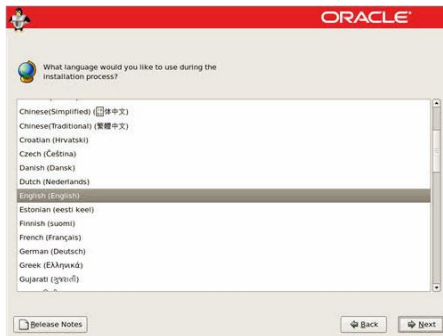 ORACLE
What language would you like to use during the
installation process?
Chinese(Simplified) (简体中文)
Chinese(Traditional) (繁體中文)
Croatian (Hrvatski)
Czech (Čeština)
Danish (Dansk)
Dutch (Nederlands)
English (English)
Estonian (eesti keel)
Finnish (suomi)
French (Français)
German (Deutsch)
Greek (Ελληνικά)
Gujarati (ગુજરાતી)
Release Notes
Back
Next